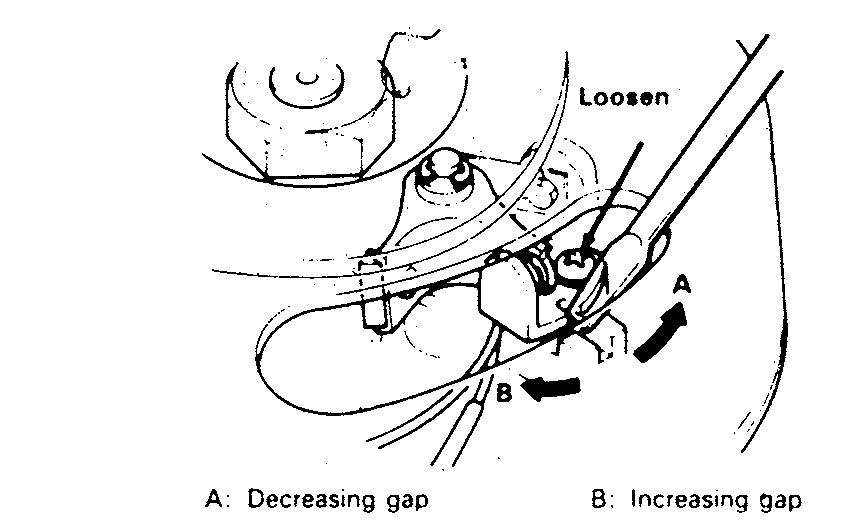 Loosen
A
B
A: Decreasing gap
B: Increasing gap